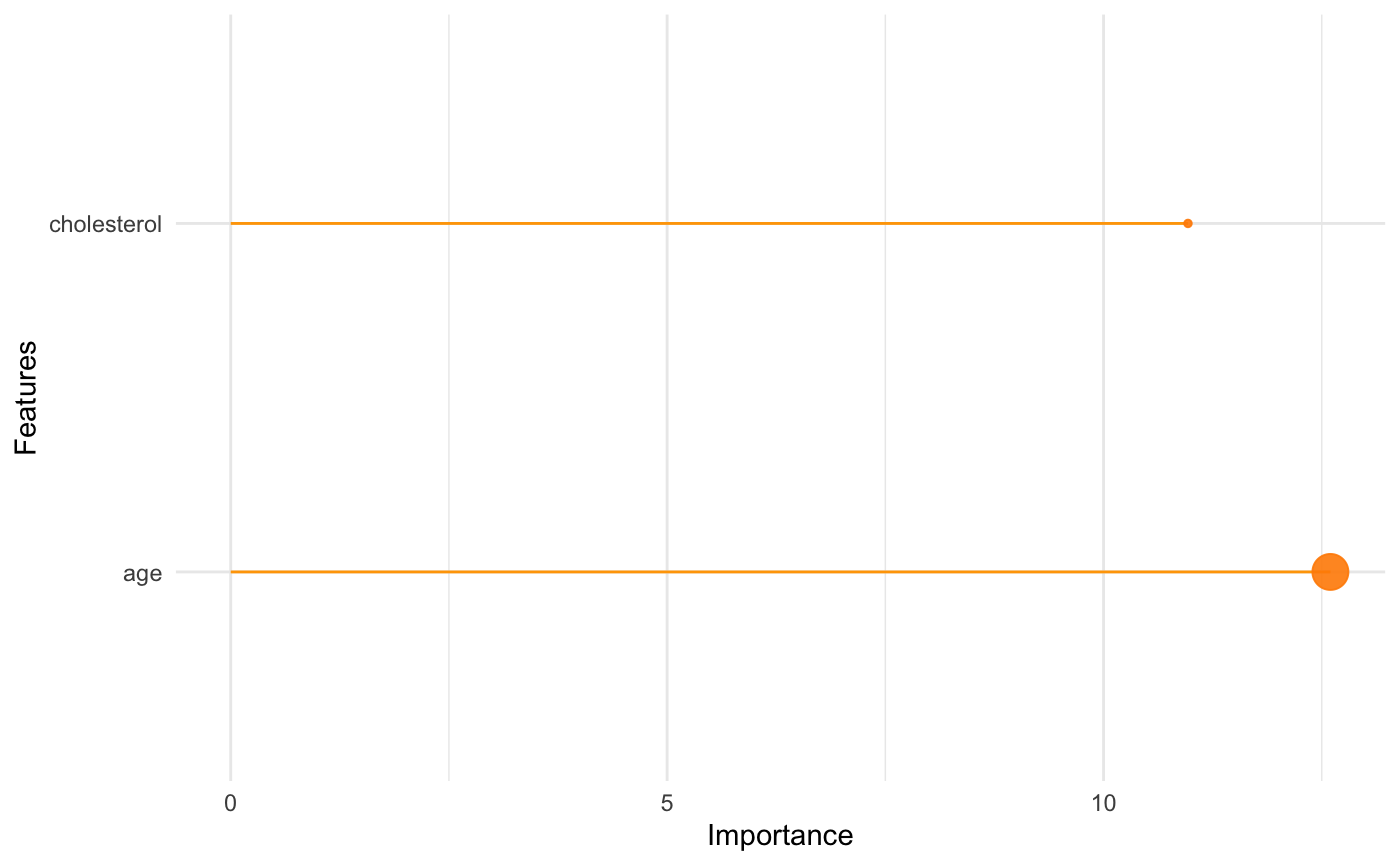 cholesterol
Features
age
0 5 10
Importance